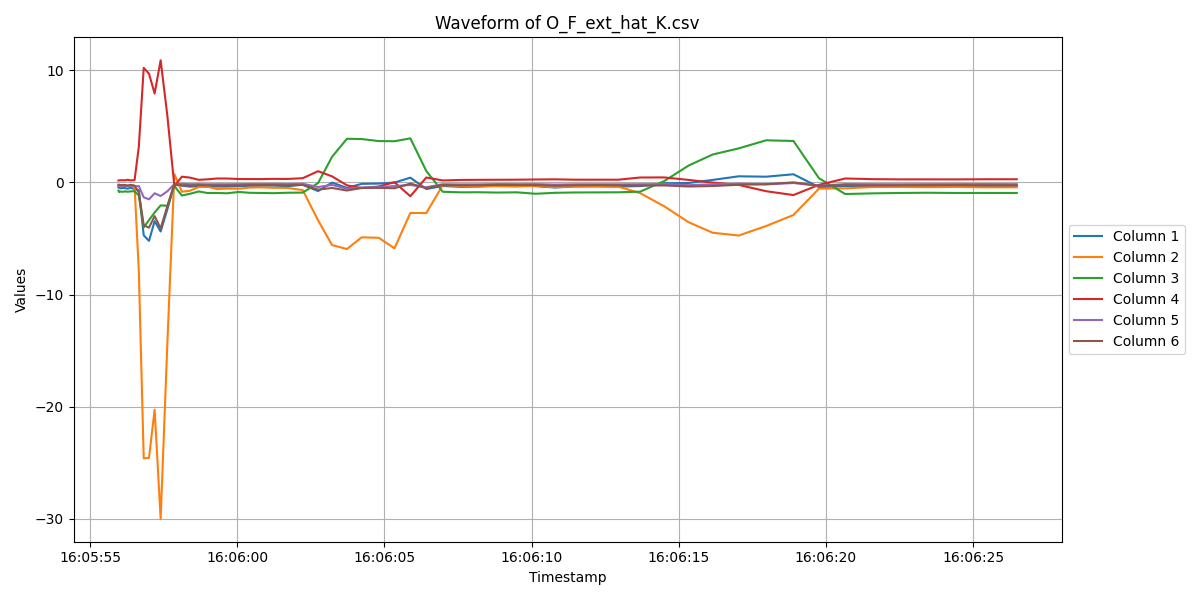 Waveform of O_F_ext_hat_K.csv
10
0
−10
−20
−30
Values
16:05:55 16:06:00 16:06:05 16:06:10 16:06:15 16:06:20 16:06:25
Timestamp
Column 1
Column 2
Column 3
Column 4
Column 5
Column 6